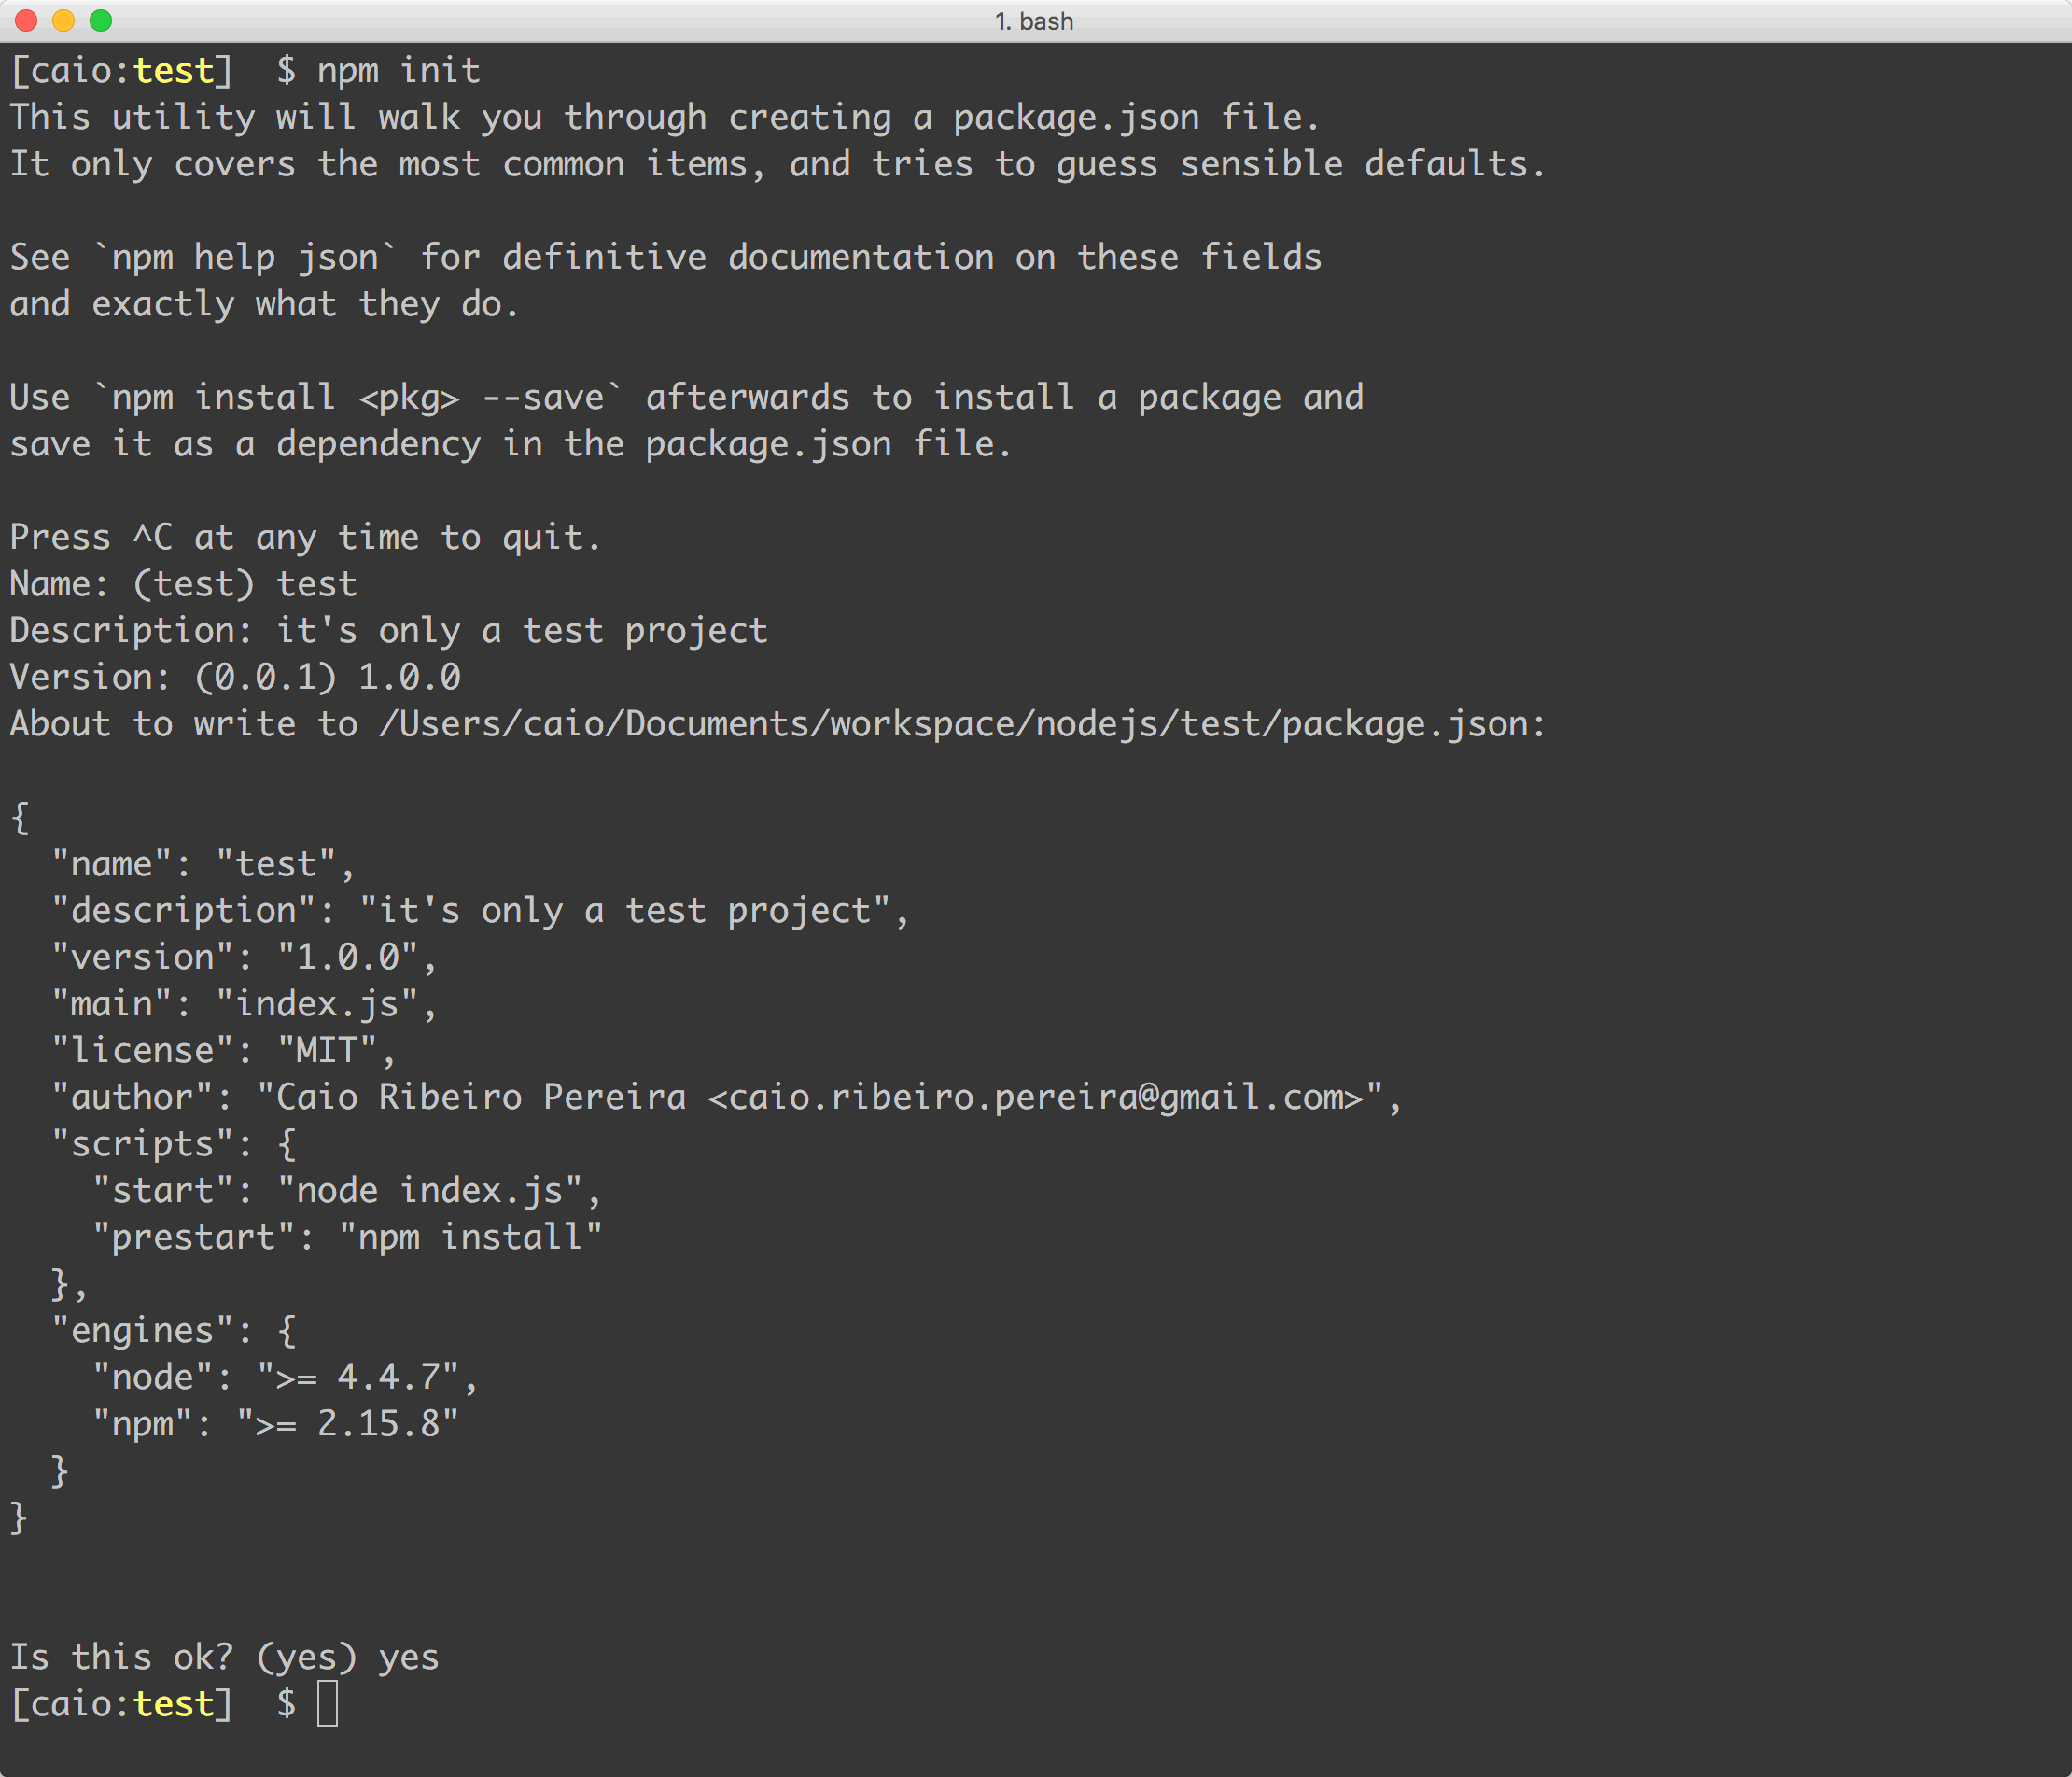 1. bash
[caio:test]  $ npm init
This utility will walk you through creating a package.json file.
It only covers the most common items, and tries to guess sensible defaults.

See `npm help json` for definitive documentation on these fields
and exactly what they do.

Use `npm install <pkg> --save` afterwards to install a package and
save it as a dependency in the package.json file.

Press ^C at any time to quit.
Name: (test) test
Description: it's only a test project
Version: (0.0.1) 1.0.0
About to write to /Users/caio/Documents/workspace/nodejs/test/package.json:

{
  "name": "test",
  "description": "it's only a test project",
  "version": "1.0.0",
  "main": "index.js",
  "license": "MIT",
  "author": "Caio Ribeiro Pereira <caio.ribeiro.pereira@gmail.com>",
  "scripts": {
    "start": "node index.js",
    "prestart": "npm install"
  },
  "engines": {
    "node": ">= 4.4.7",
    "npm": ">= 2.15.8"
  }
}

Is this ok? (yes) yes
[caio:test]  $